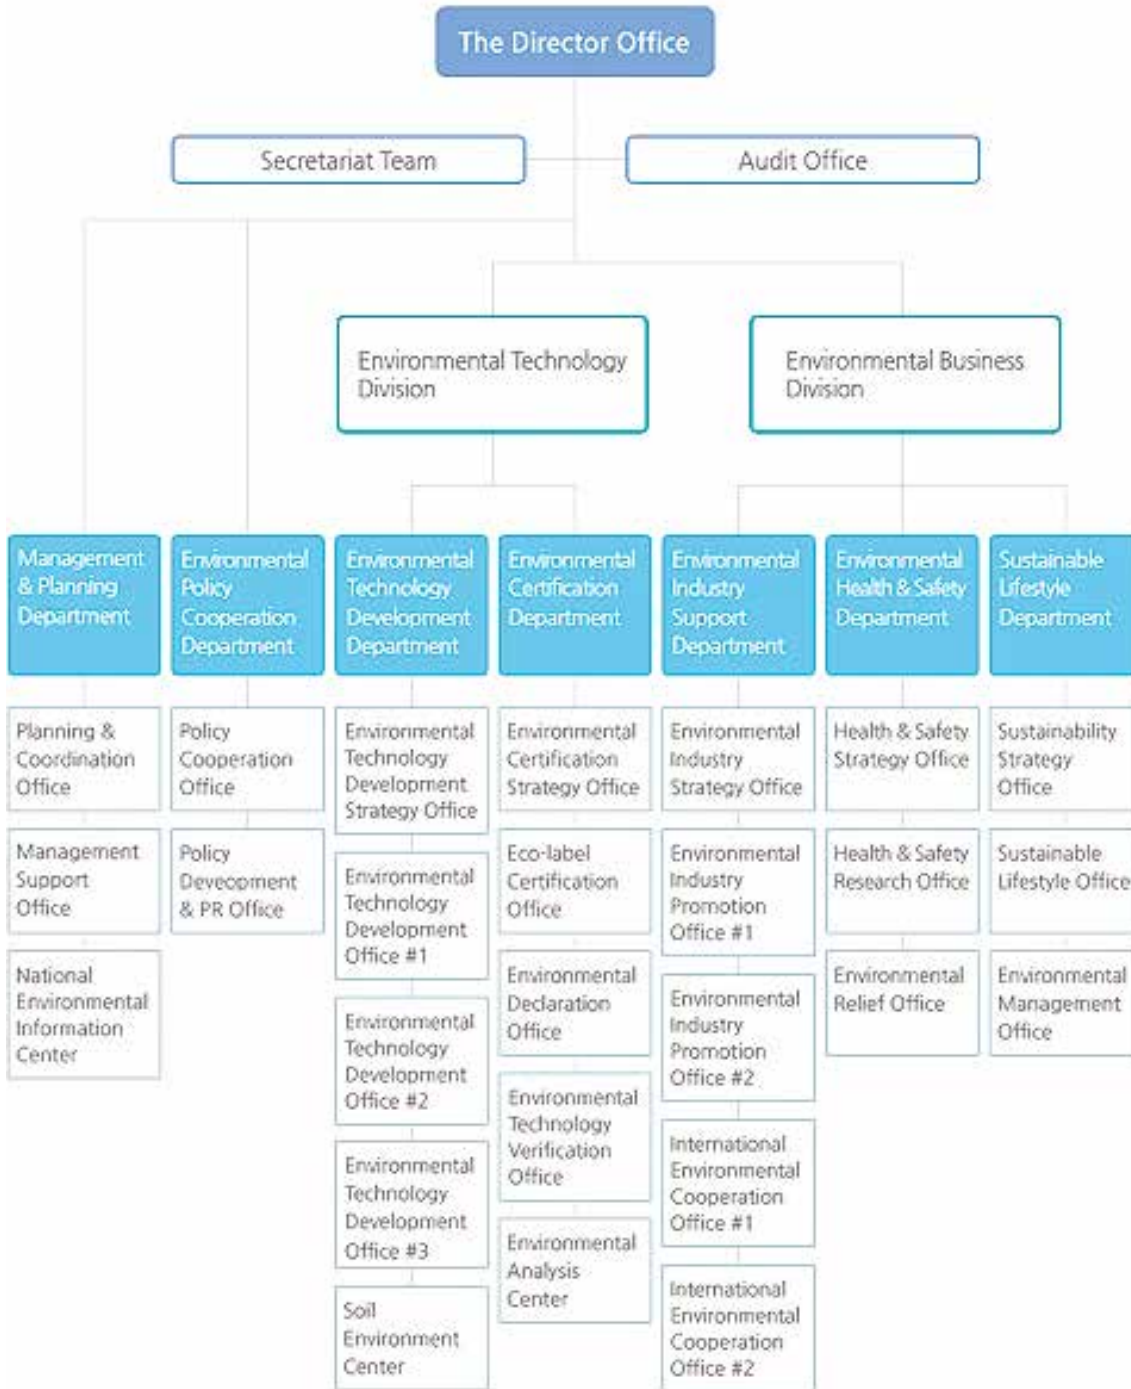 The Director Office
Secretariat Team
Audit Office
Environmental Technology
Division
Environmental Business
Division
Management
& Planning
Department
Environmental
Policy
Cooperation
Department
Environmental
Technology
Development
Department
Environmental
Certification
Department
Environmental
Industry
Support
Department
Environmental
Health & Safety
Department
Sustainable
Lifestyle
Department
Planning &
Coordination
Office
Management
Support
Office
National
Environmental
Information
Center
Policy
Cooperation
Office
Policy
Deveopment
& PR Office
Environmental
Technology
Development
Strategy Office
Environmental
Technology
Development
Office #1
Environmental
Technology
Development
Office #2
Environmental
Technology
Development
Office #3
Soil
Environment
Center
Environmental
Certification
Strategy Office
Eco-label
Certification
Office
Environmental
Declaration
Office
Environmental
Technology
Verification
Office
Environmental
Analysis
Center
Environmental
Industry
Strategy Office
Environmental
Industry
Promotion
Office #1
Environmental
Industry
Promotion
Office #2
International
Environmental
Cooperation
Office #1
International
Environmental
Cooperation
Office #2
Health & Safety
Strategy Office
Health & Safety
Research Office
Environmental
Relief Office
Sustainability
Strategy
Office
Sustainable
Lifestyle Office
Environmental
Management
Office